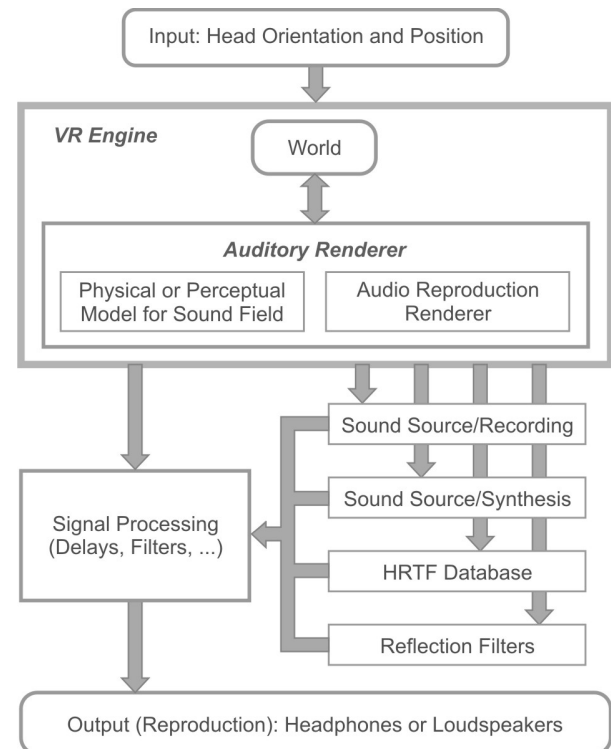 Input: Head Orientation and Position
VR Engine
World
Auditory Renderer
Physical or Perceptual
Model for Sound Field
Audio Reproduction
Renderer
Sound Source/Recording
Sound Source/Synthesis
Signal Processing
(Delays, Filters, ...)
HRTF Database
Reflection Filters
Output (Reproduction): Headphones or Loudspeakers